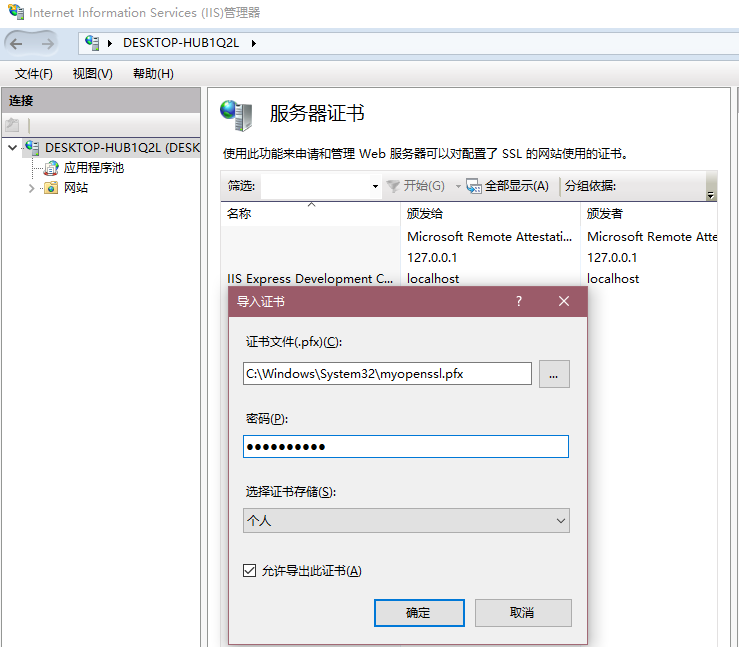 Internet Information Services (IIS)管理器
DESKTOP-HUB1Q2L
文件(F) 视图(V) 帮助(H)
连接
DESKTOP-HUB1Q2L (DESK
应用程序池
网站
服务器证书
使用此功能来申请和管理 Web 服务器可以对配置了 SSL 的网站使用的证书。
筛选: 开始(G) 全部显示(A) 分组依据:
名称 颁发给 颁发者
Microsoft Remote Attestati... Microsoft Remote Atte
127.0.0.1 127.0.0.1
IIS Express Development C... localhost localhost
导入证书 ?
证书文件(.pfx)(C):
C:\Windows\System32\myopenssl.pfx ...
密码(P):
●●●●●●●●●●
选择证书存储(S):
个人
允许导出此证书(A)
确定 取消